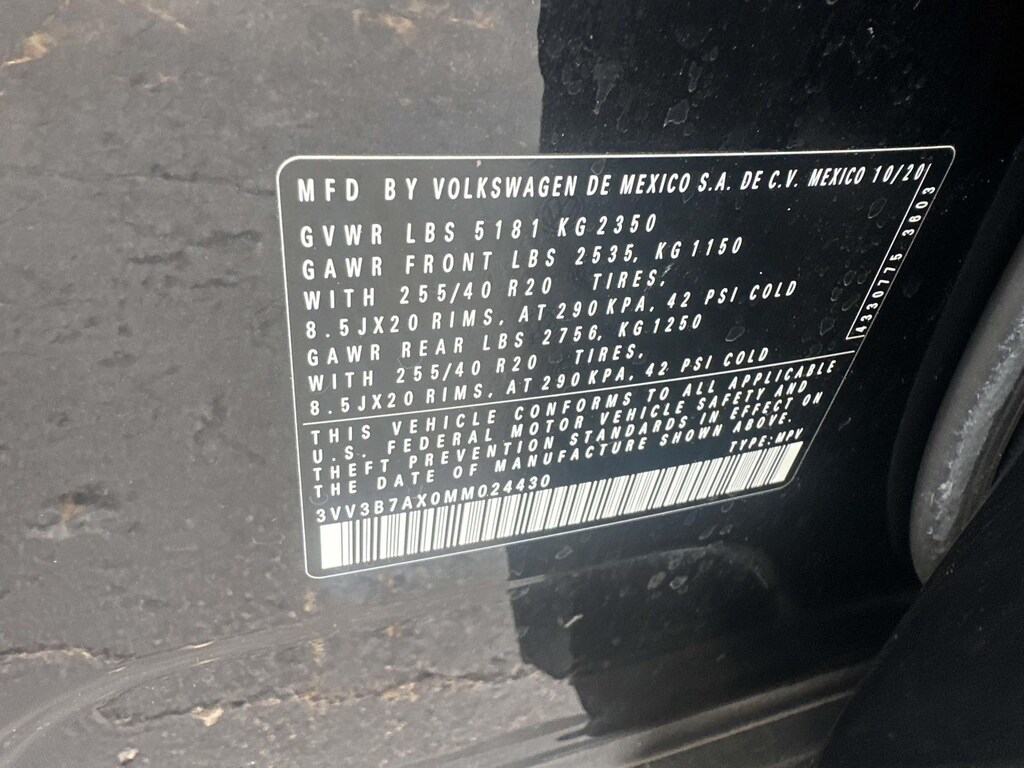 MFD BY VOLKSWAGEN DE MEXICO S.A. DE C.V. MEXICO 10/20
GVWR LBS 5181 KG 2350
GAWR FRONT LBS 2535, KG 1150
WITH 255/40 R20 TIRES,
8.5JX20 RIMS, AT 290 KPA, 42 PSI COLD
GAWR REAR LBS 2756, KG 1250
WITH 255/40 R20 TIRES,
8.5JX20 RIMS, AT 290 KPA, 42 PSI COLD
THIS VEHICLE CONFORMS TO ALL APPLICABLE
U.S. FEDERAL MOTOR VEHICLE SAFETY AND
THEFT PREVENTION STANDARDS IN EFFECT ON
THE DATE OF MANUFACTURE SHOWN ABOVE.
3VV3B7AX0MM024430 TYPE:MPV
4330775 3603